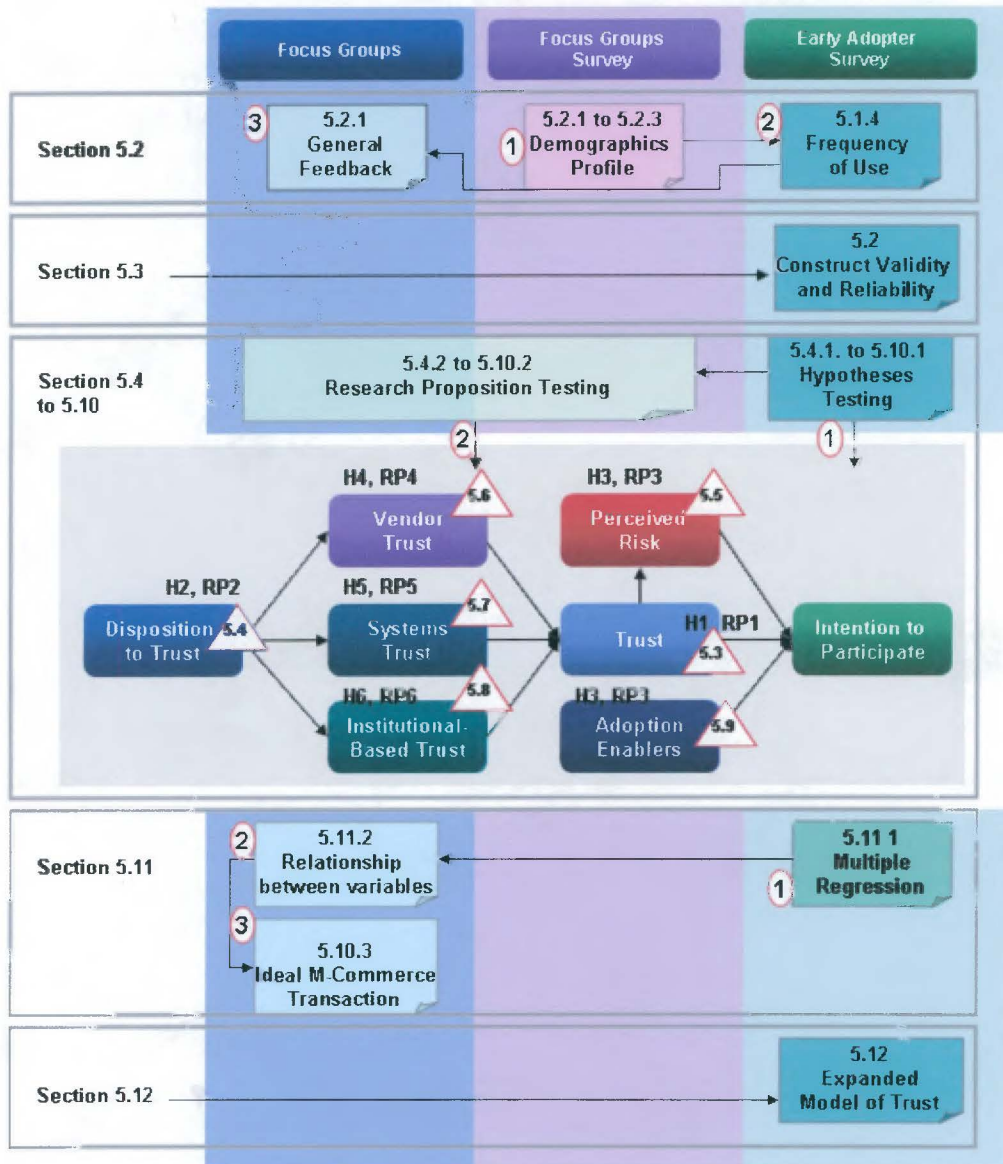 Focus Groups
Focus Groups
Survey
Early Adopter
Survey
Section 5.2
3
5.2.1
General
Feedback
1
5.2.1 to 5.2.3
Demographics
Profile
2
5.1.4
Frequency
of Use
Section 5.3
5.2
Construct Validity
and Reliability
Section 5.4
to 5.10
5.4.2 to 5.10.2
Research Proposition Testing
5.4.1. to 5.10.1
Hypotheses
Testing
2
1
H4, RP4
5.6
Vendor
Trust
H3, RP3
5.5
Perceived
Risk
H2, RP2
5.4
Disposition
to Trust
H5, RP5
5.7
Systems
Trust
Trust
H1, RP1
5.3
Intention to
Participate
H6, RP6
5.8
Institutional-
Based Trust
H3, RP3
5.9
Adoption
Enablers
Section 5.11
2
5.11.2
Relationship
between variables
5.11 1
Multiple
Regression
1
3
5.10.3
Ideal M-Commerce
Transaction
Section 5.12
5.12
Expanded
Model of Trust